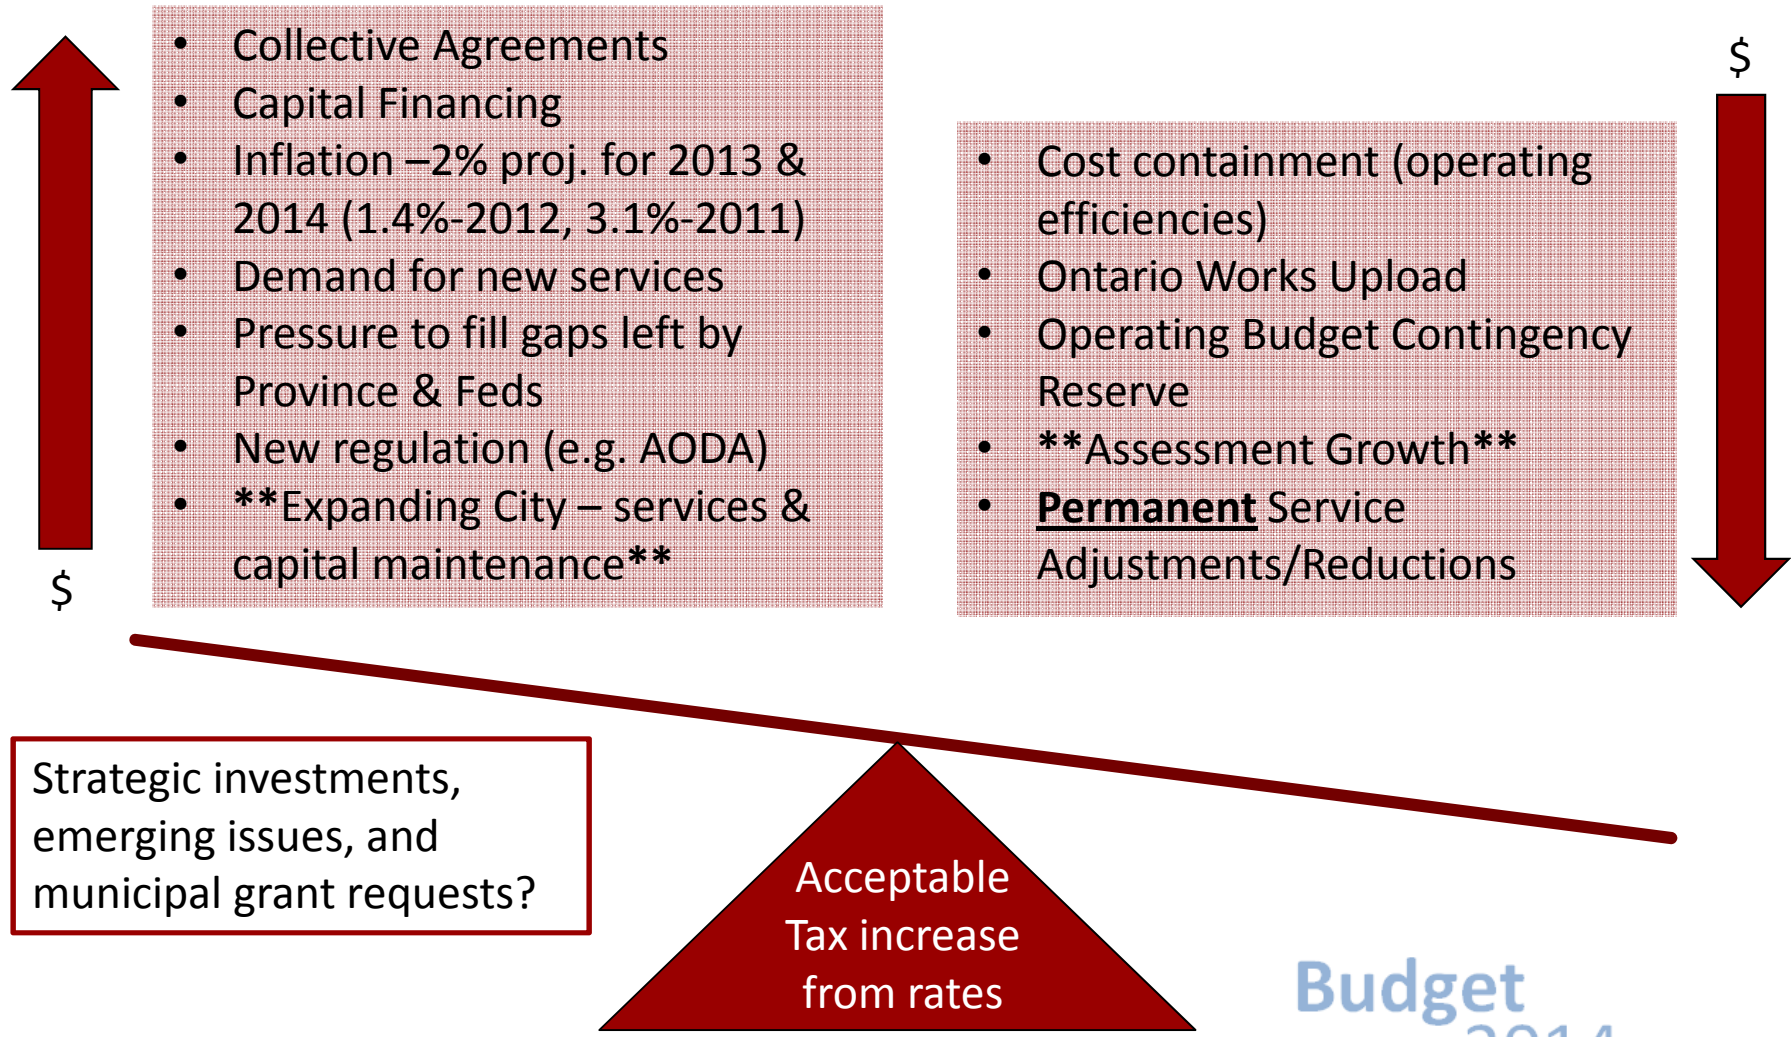 • Collective Agreements
• Capital Financing
• Inflation –2% proj. for 2013 &
2014 (1.4%-2012, 3.1%-2011)
• Demand for new services
• Pressure to fill gaps left by
Province & Feds
• New regulation (e.g. AODA)
• **Expanding City – services &
capital maintenance**
$
$
• Cost containment (operating
efficiencies)
• Ontario Works Upload
• Operating Budget Contingency
Reserve
• **Assessment Growth**
• Permanent Service
Adjustments/Reductions
Strategic investments,
emerging issues, and
municipal grant requests?
Acceptable
Tax increase
from rates
Budget
2014